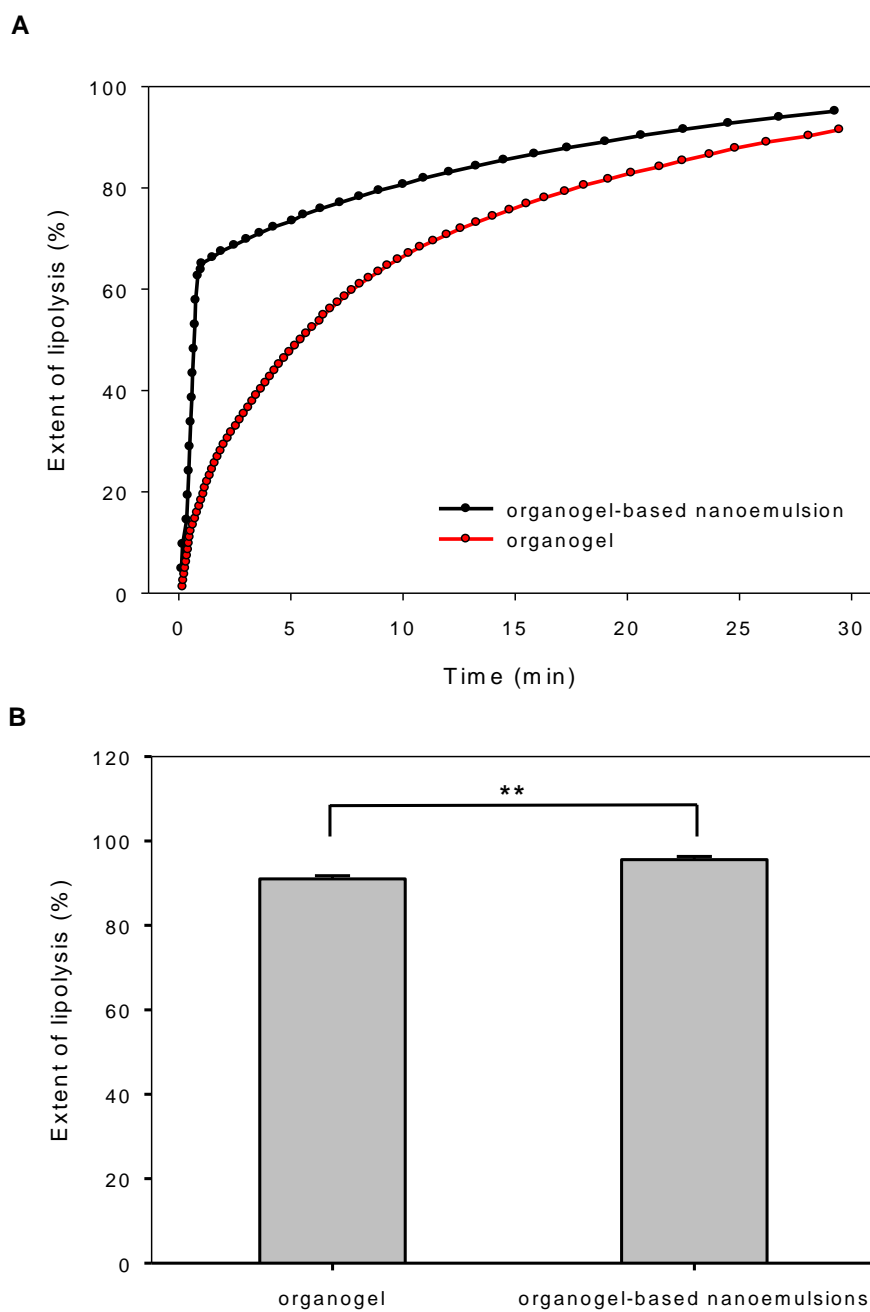 A
100
80
60
40
20
0
Extent of lipolysis (%)
organogel-based nanoemulsion
organogel
0 5 10 15 20 25 30
Time (min)
B
120
100
80
60
40
20
0
Extent of lipolysis (%)
**
organogel organogel-based nanoemulsions